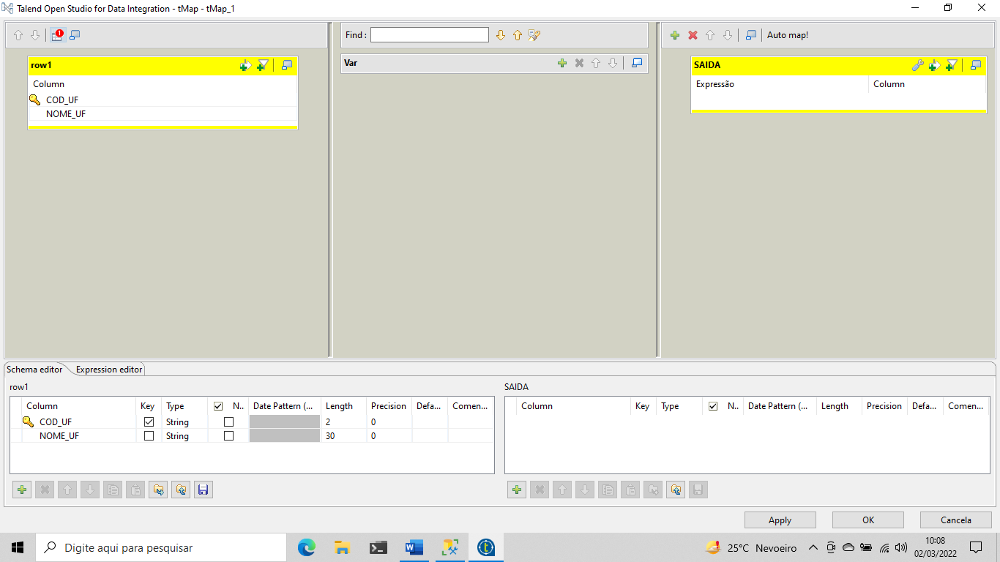 Talend Open Studio for Data Integration - tMap - tMap_1
1
Find :
Auto map!
row1
Var
SAIDA
Column
Expressão Column
COD_UF
NOME_UF
Schema editor Expression editor
row1
SAIDA
Column Key Type N.. Date Pattern (... Length Precision Defa... Comen...
Column Key Type N.. Date Pattern (... Length Precision Defa... Comen...
COD_UF String 2 0
NOME_UF String 30 0
Apply OK Cancela
Digite aqui para pesquisar
25°C Nevoeiro
10:08
02/03/2022